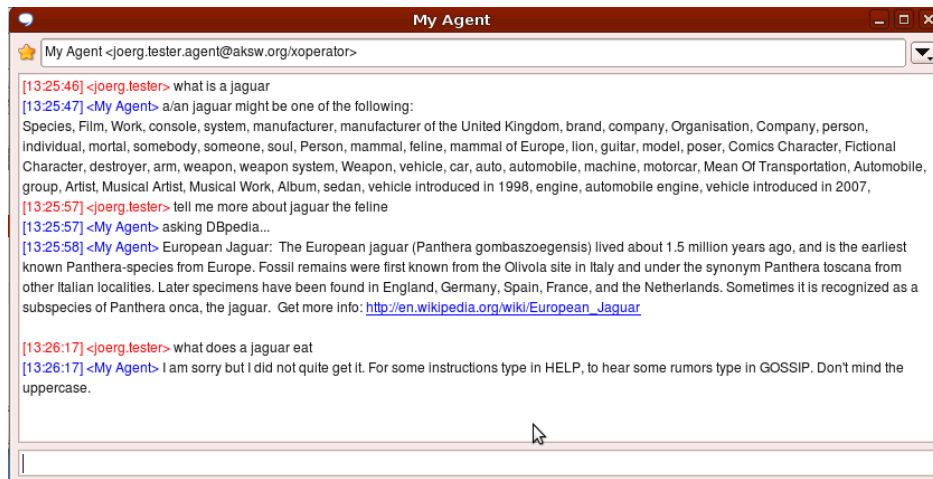 My Agent
My Agent <joerg.tester.agent@aksw.org/xoperator>
[13:25:46] <joerg.tester> what is a jaguar
[13:25:47] <My Agent> a/an jaguar might be one of the following:
Species, Film, Work, console, system, manufacturer, manufacturer of the United Kingdom, brand, company, Organisation, Company, person,
individual, mortal, somebody, someone, soul, Person, mammal, feline, mammal of Europe, lion, guitar, model, poser, Comics Character, Fictional
Character, destroyer, arm, weapon, weapon system, Weapon, vehicle, car, auto, automobile, machine, motorcar, Mean Of Transportation, Automobile,
group, Artist, Musical Artist, Musical Work, Album, sedan, vehicle introduced in 1998, engine, automobile engine, vehicle introduced in 2007,
[13:25:57] <joerg.tester> tell me more about jaguar the feline
[13:25:57] <My Agent> asking DBpedia...
[13:25:58] <My Agent> European Jaguar:  The European jaguar (Panthera gombaszoegensis) lived about 1.5 million years ago, and is the earliest
known Panthera-species from Europe. Fossil remains were first known from the Olivola site in Italy and under the synonym Panthera toscana from
other Italian localities. Later specimens have been found in England, Germany, Spain, France, and the Netherlands. Sometimes it is recognized as a
subspecies of Panthera onca, the jaguar.  Get more info: http://en.wikipedia.org/wiki/European_Jaguar
[13:26:17] <joerg.tester> what does a jaguar eat
[13:26:17] <My Agent> I am sorry but I did not quite get it. For some instructions type in HELP, to hear some rumors type in GOSSIP. Don't mind the
uppercase.